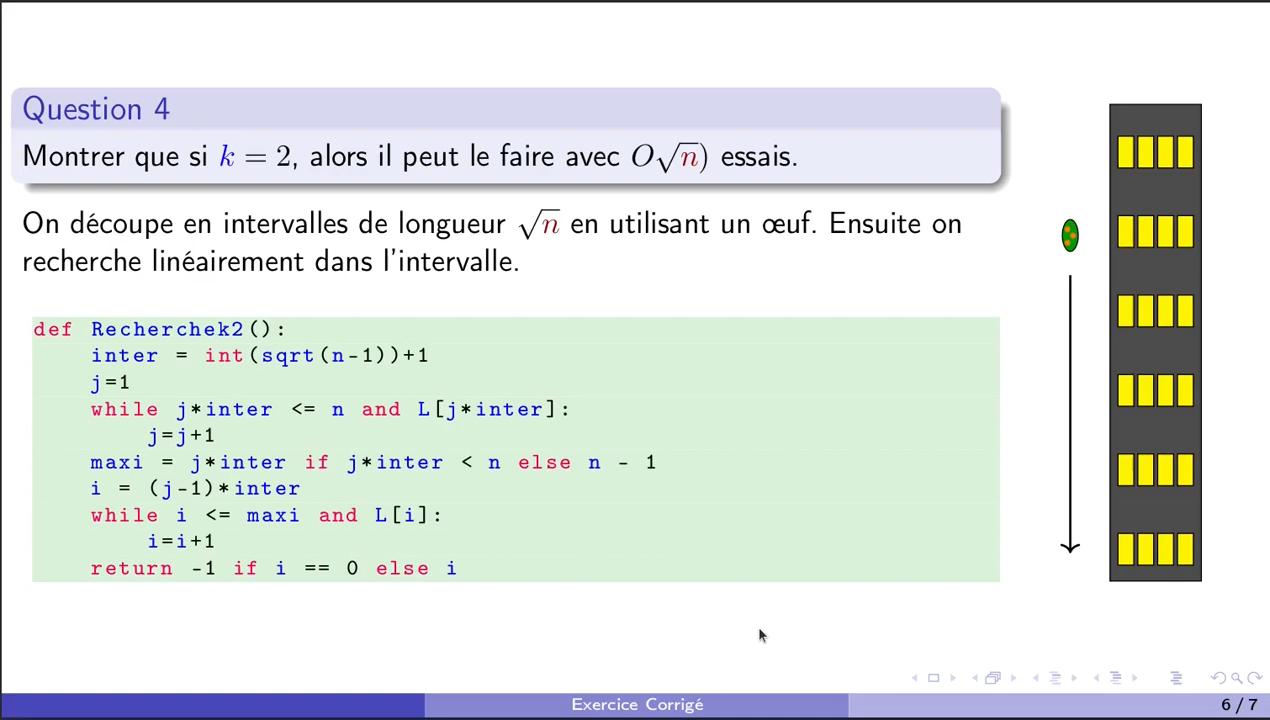 Question 4
Montrer que si k = 2, alors il peut le faire avec O√n) essais.
On découpe en intervalles de longueur √n en utilisant un œuf. Ensuite on
recherche linéairement dans l'intervalle.
def Recherchek2():
    inter = int(sqrt(n-1))+1
    j=1
    while j*inter <= n and L[j*inter]:
        j=j+1
    maxi = j*inter if j*inter < n else n - 1
    i = (j-1)*inter
    while i <= maxi and L[i]:
        i=i+1
    return -1 if i == 0 else i
Exercice Corrigé
6 / 7